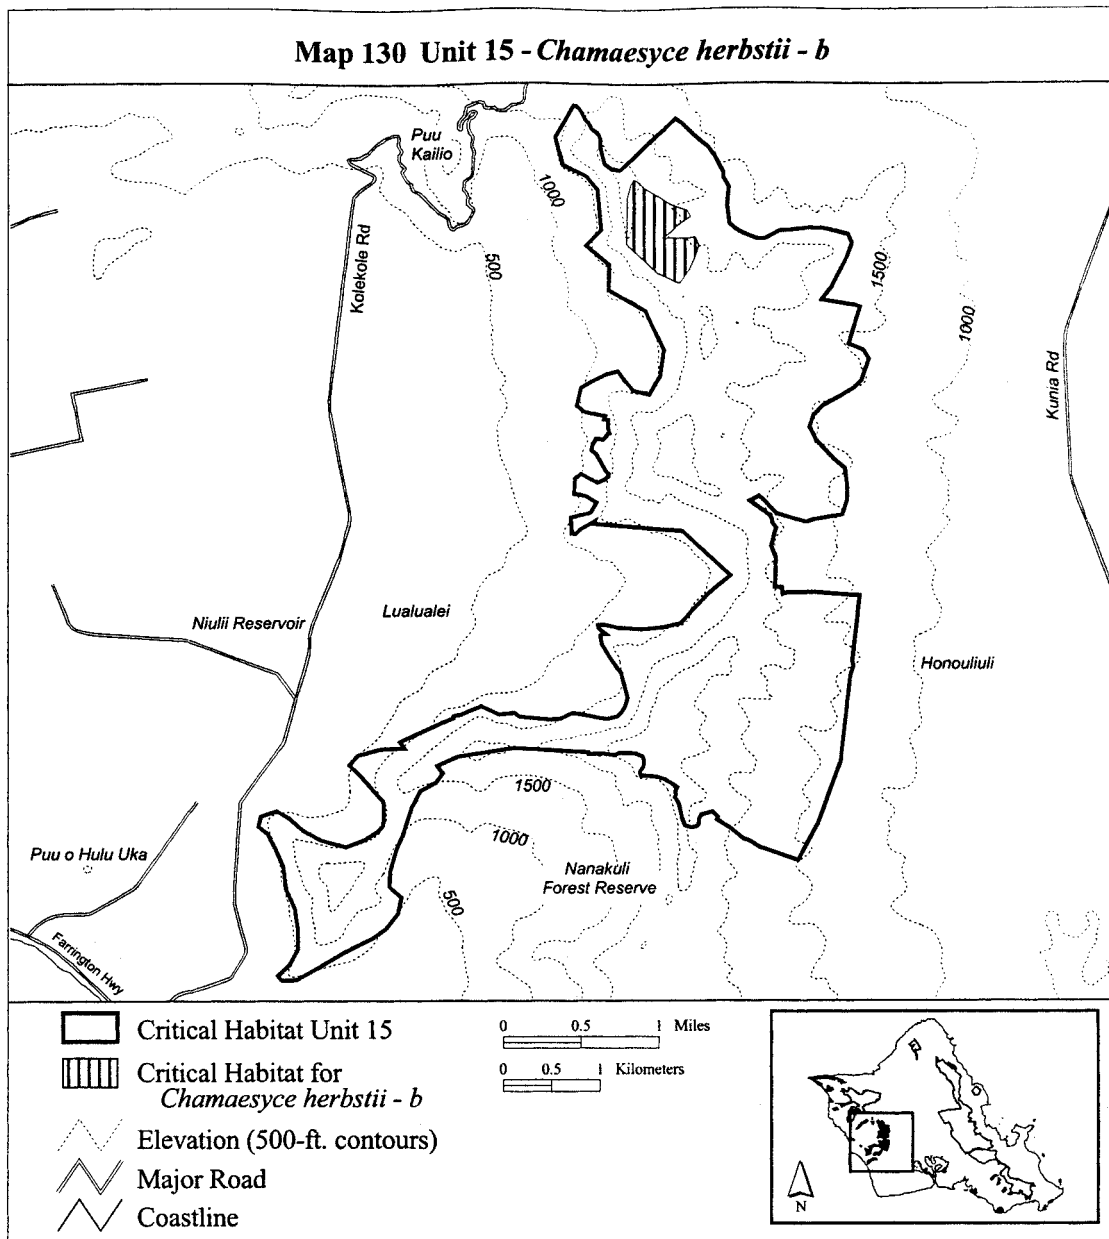 Map 130 Unit 15 - Chamaesyce herbstii - b
Puu
Kailio
1000
Kolekole Rd
500
1500
1000
Kunia Rd
Niulii Reservoir
Lualualei
Honouliuli
1500
1000
Puu o Hulu Uka
Nanakuli
Forest Reserve
500
Farrington Hwy
Critical Habitat Unit 15
Critical Habitat for
Chamaesyce herbstii - b
Elevation (500-ft. contours)
Major Road
Coastline
0 0.5 1 Miles
0 0.5 1 Kilometers
N